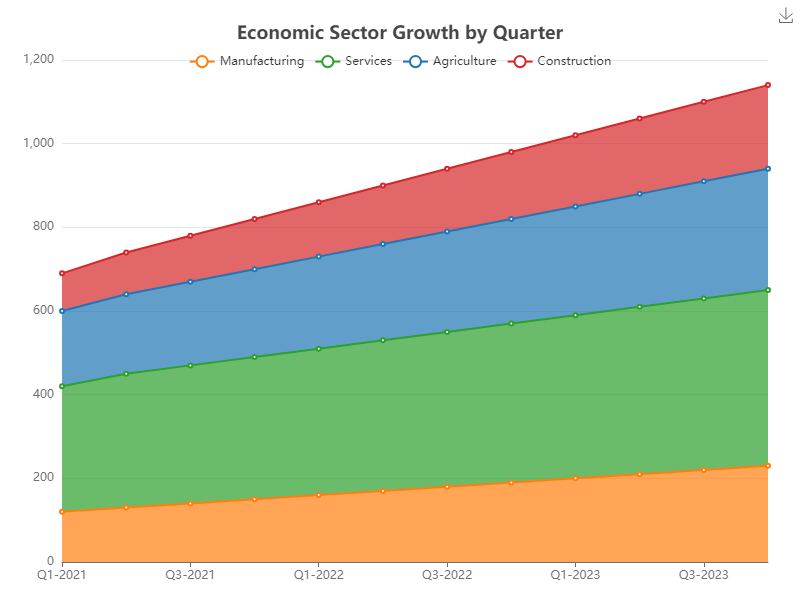 Economic Sector Growth by Quarter
Manufacturing Services Agriculture Construction
1,200
1,000
800
600
400
200
0
Q1-2021 Q3-2021 Q1-2022 Q3-2022 Q1-2023 Q3-2023